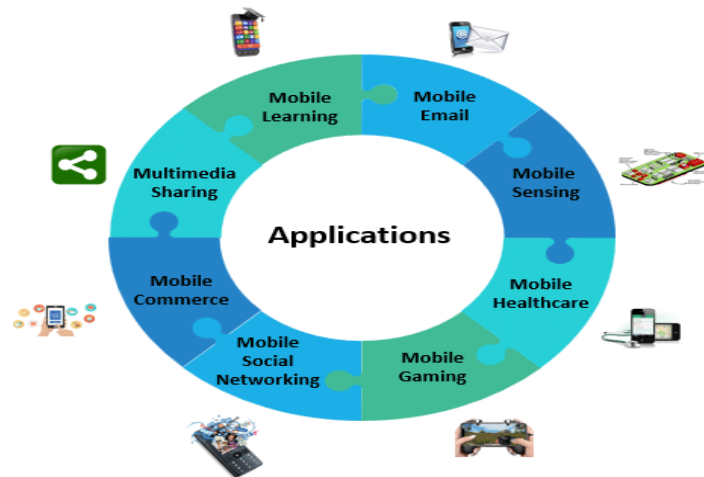 Mobile
Email
Mobile
Sensing
Mobile
Healthcare
Mobile
Gaming
Mobile
Social
Networking
Mobile
Commerce
Multimedia
Sharing
Mobile
Learning
Applications